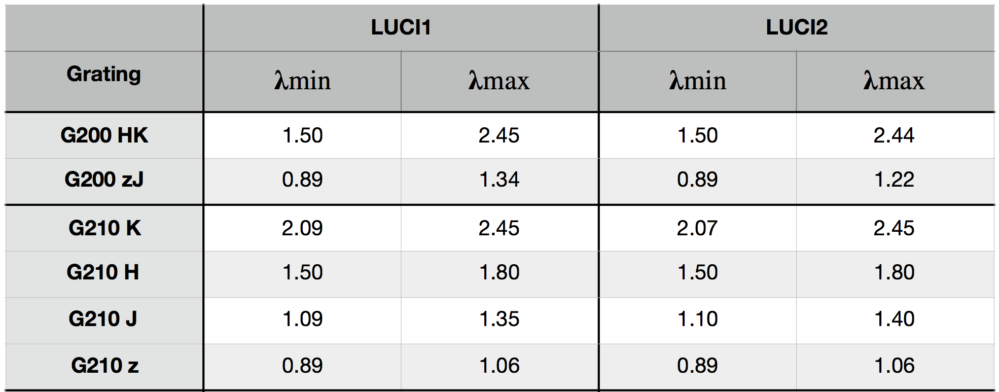 LUCI1 LUCI2
Grating λmin λmax λmin λmax
G200 HK 1.50 2.45 1.50 2.44
G200 zJ 0.89 1.34 0.89 1.22
G210 K 2.09 2.45 2.07 2.45
G210 H 1.50 1.80 1.50 1.80
G210 J 1.09 1.35 1.10 1.40
G210 z 0.89 1.06 0.89 1.06